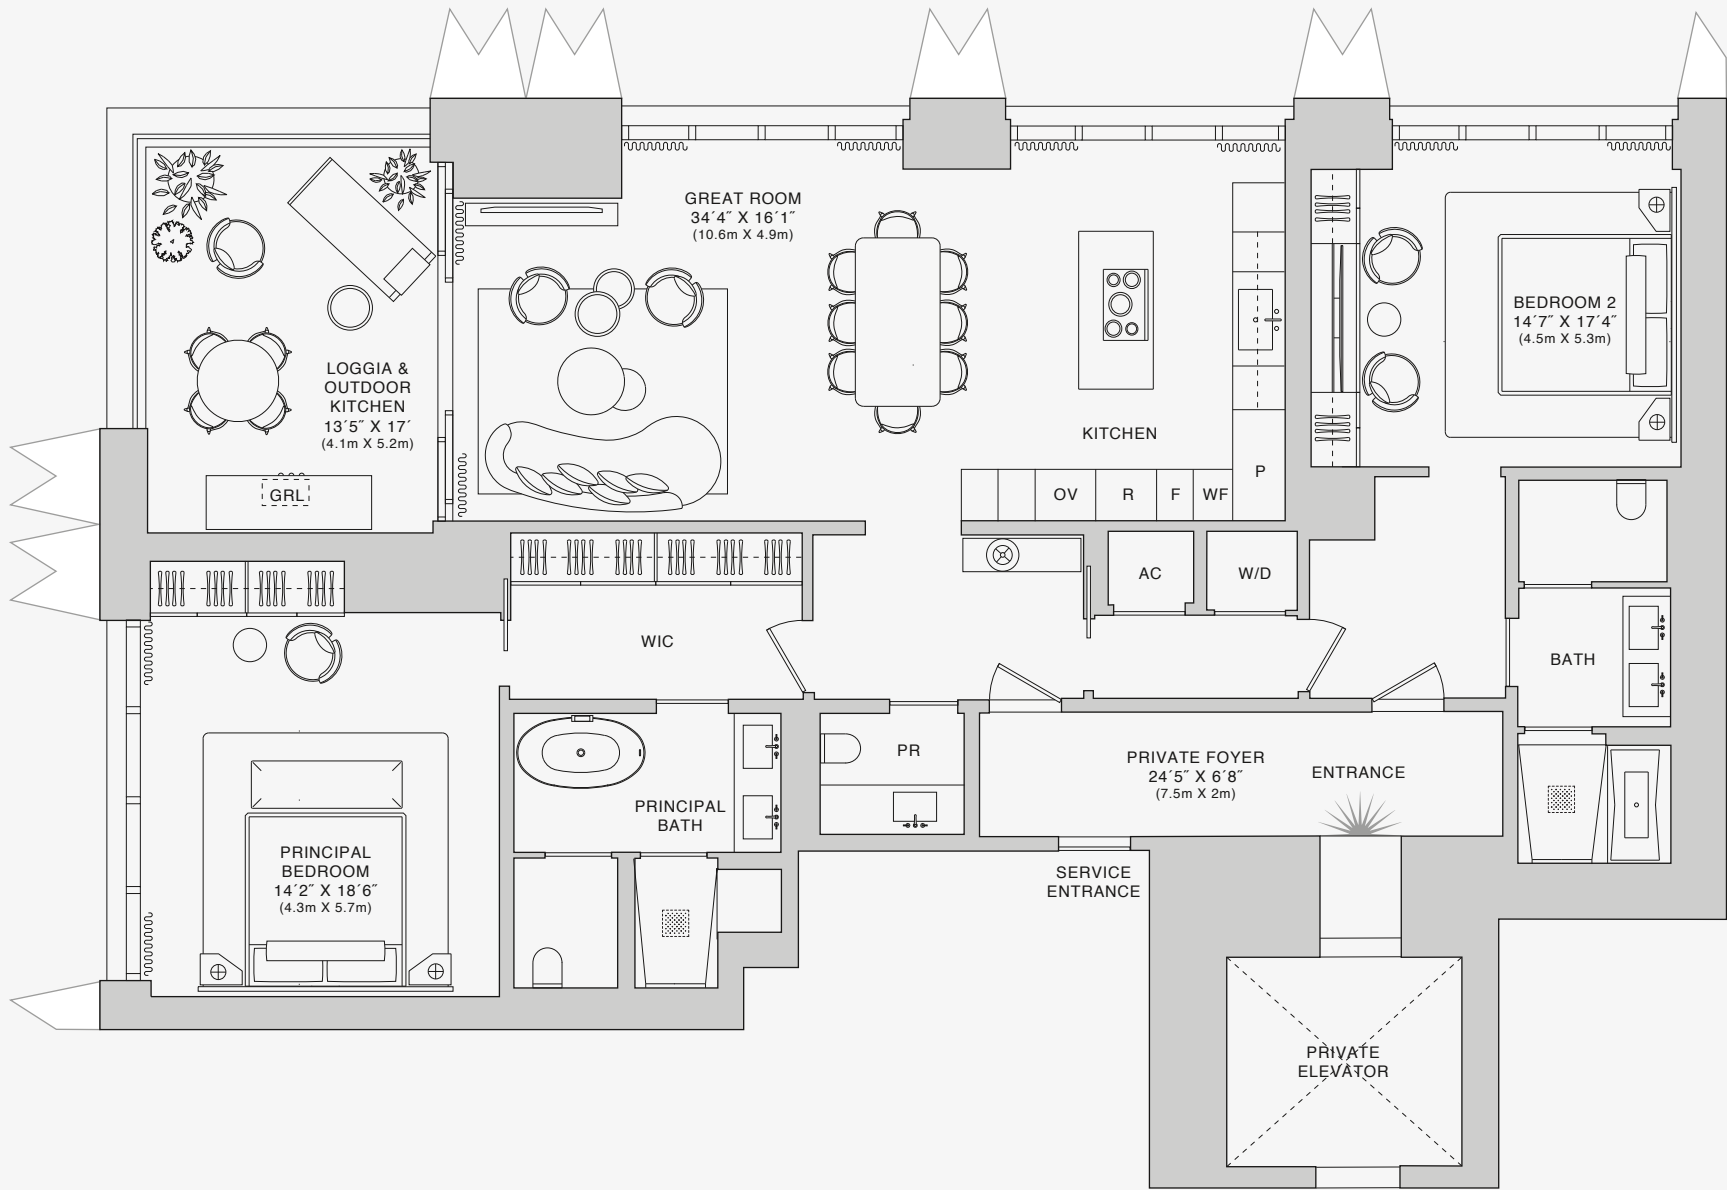 GREAT ROOM
34´4˝ X 16´1˝
(10.6m X 4.9m)
LOGGIA &
OUTDOOR
KITCHEN
13´5˝ X 17´
(4.1m X 5.2m)
GRL
KITCHEN
OV
R
F
WF
P
BEDROOM 2
14´7˝ X 17´4˝
(4.5m X 5.3m)
AC
W/D
WIC
BATH
PR
PRIVATE FOYER
24´5˝ X 6´8˝
(7.5m X 2m)
ENTRANCE
PRINCIPAL
BATH
PRINCIPAL
BEDROOM
14´2˝ X 18´6˝
(4.3m X 5.7m)
SERVICE
ENTRANCE
PRIVATE
ELEVATOR